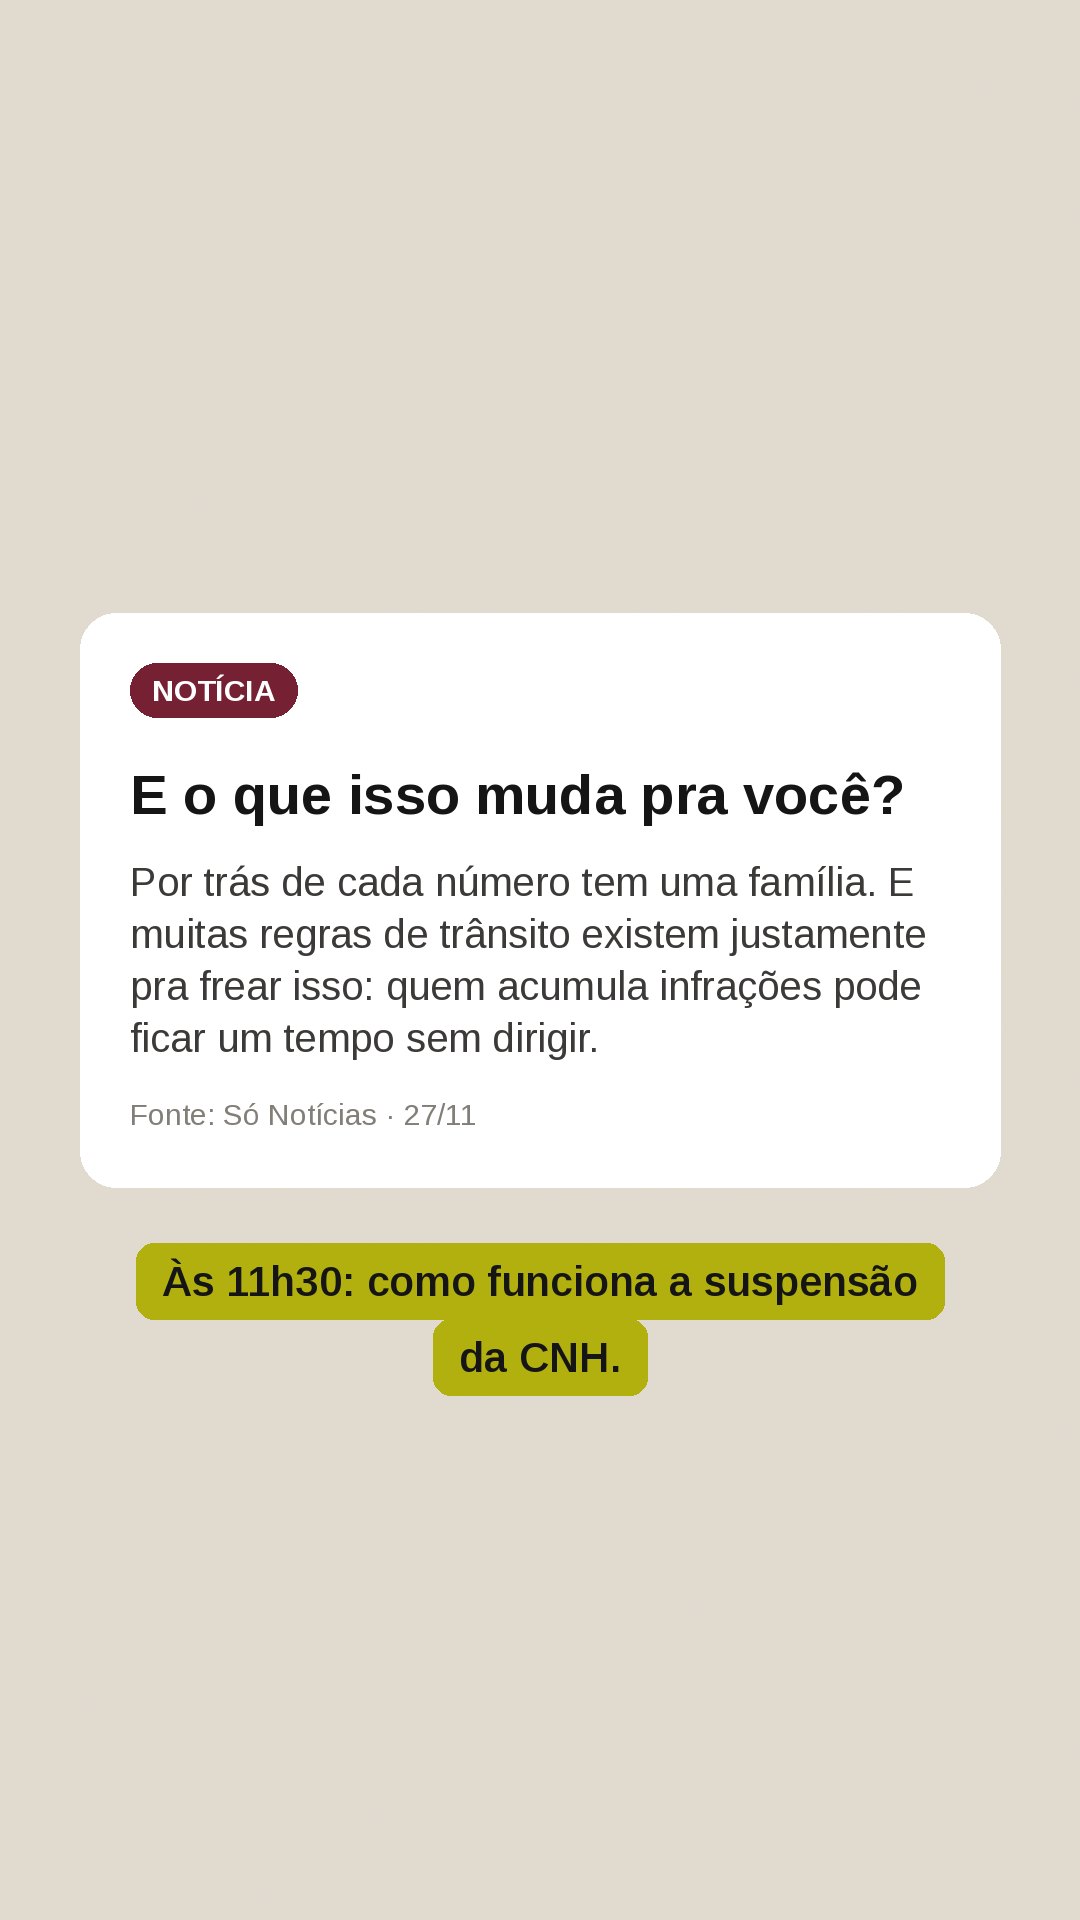 NOTÍCIA
E o que isso muda pra você?
Por trás de cada número tem uma família. E
muitas regras de trânsito existem justamente
pra frear isso: quem acumula infrações pode
ficar um tempo sem dirigir.
Fonte: Só Notícias · 27/11
Às 11h30: como funciona a suspensão
da CNH.